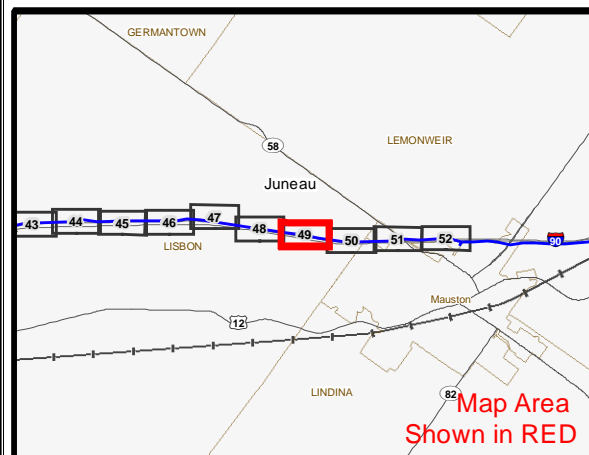 GERMANTOWN
LEMONWEIR
58
Juneau
43
44
45
46
47
48
49
50
51
52
90
LISBON
Mauston
12
LINDINA
82
Map Area
Shown in RED